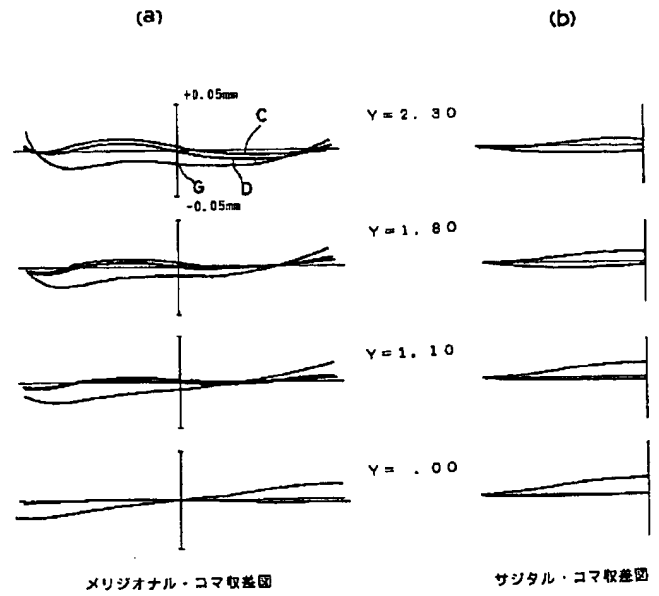 (a)
(b)
+0.05mm
C
Y=2.30
G
D
-0.05mm
Y=1.80
Y=1.10
Y= .00
メリジオナル・コマ収差図
サジタル・コマ収差図